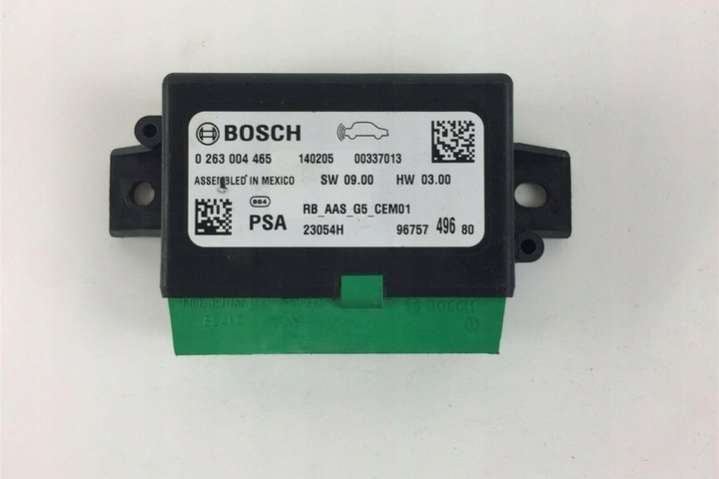 BOSCH
0 263 004 465 140205 00337013
ASSEMBLED IN MEXICO SW 09.00 HW 03.00
PSA RB_AAS_G5_CEM01
23054H 96757 496 80
BOSCH